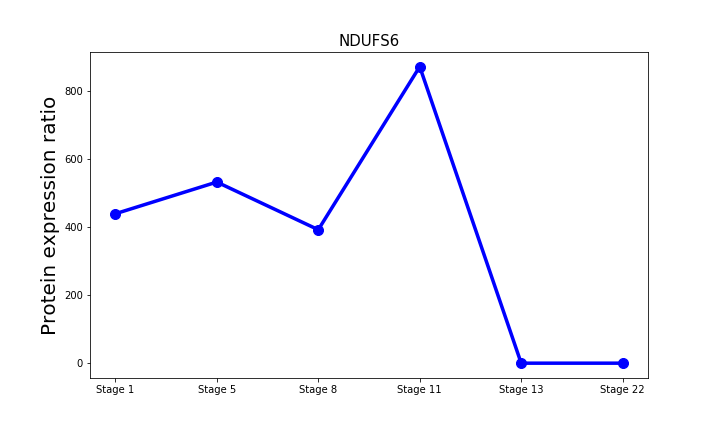 NDUFS6
Protein expression ratio
800
600
400
200
0
Stage 1
Stage 5
Stage 8
Stage 11
Stage 13
Stage 22